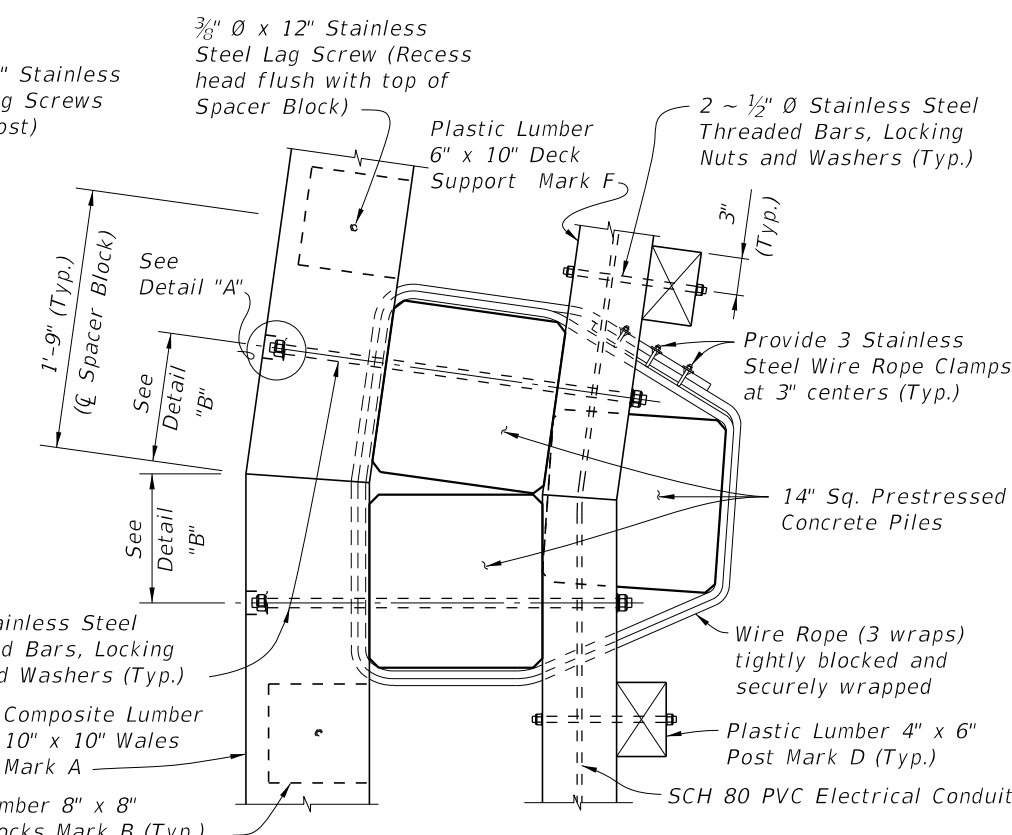 ⅜" Ø x 12" Stainless
Steel Lag Screw (Recess
head flush with top of
Spacer Block)
" Stainless
g Screws
ost)
Plastic Lumber
6" x 10" Deck
Support Mark F
2 ~ ½" Ø Stainless Steel
Threaded Bars, Locking
Nuts and Washers (Typ.)
3"
(Typ.)
1'-9" (Typ.)
(℄ Spacer Block)
See
Detail "A"
See
Detail
"B"
Provide 3 Stainless
Steel Wire Rope Clamps
at 3" centers (Typ.)
14" Sq. Prestressed
Concrete Piles
See
Detail
"B"
ainless Steel
d Bars, Locking
d Washers (Typ.)
Wire Rope (3 wraps)
tightly blocked and
securely wrapped
Composite Lumber
10" x 10" Wales
Mark A
Plastic Lumber 4" x 6"
Post Mark D (Typ.)
SCH 80 PVC Electrical Conduit
mber 8" x 8"
ocks Mark B (Typ.)